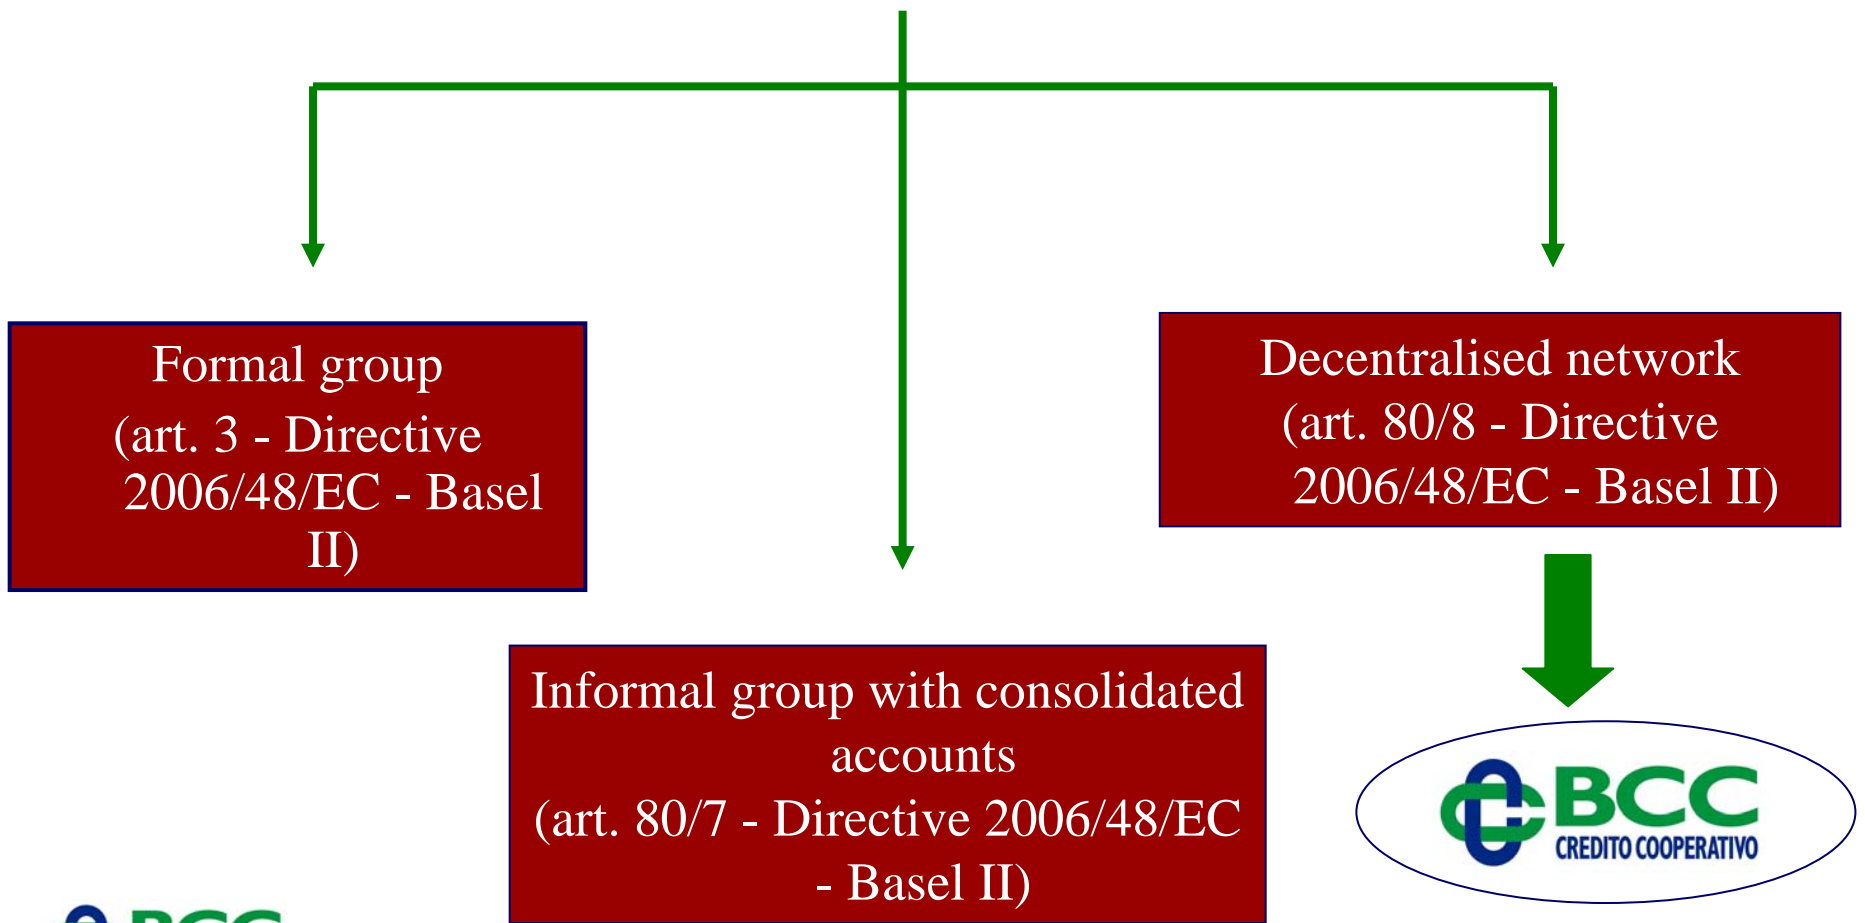 Formal group
(art. 3 - Directive
2006/48/EC - Basel
II)
Decentralised network
(art. 80/8 - Directive
2006/48/EC - Basel II)
Informal group with consolidated
accounts
(art. 80/7 - Directive 2006/48/EC
- Basel II)
BCC
CREDITO COOPERATIVO
BCC